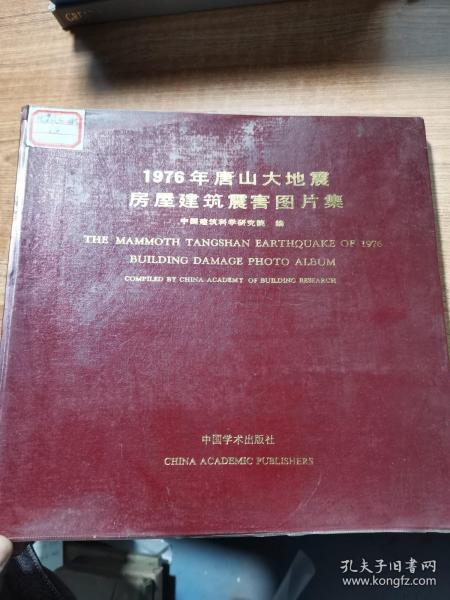 1976年唐山大地震
房屋建筑震害图片集
中国建筑科学研究院 编
THE MAMMOTH TANGSHAN EARTHQUAKE OF 1976
BUILDING DAMAGE PHOTO ALBUM
COMPILED BY CHINA ACADEMY OF BUILDING RESEARCH
中国学术出版社
CHINA ACADEMIC PUBLISHERS
孔夫子旧书网
www.kongfz.com